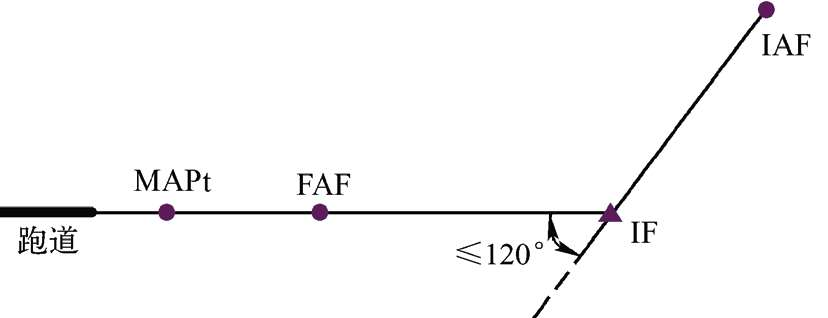 IAF
MAPt
FAF
IF
跑道
≤120°